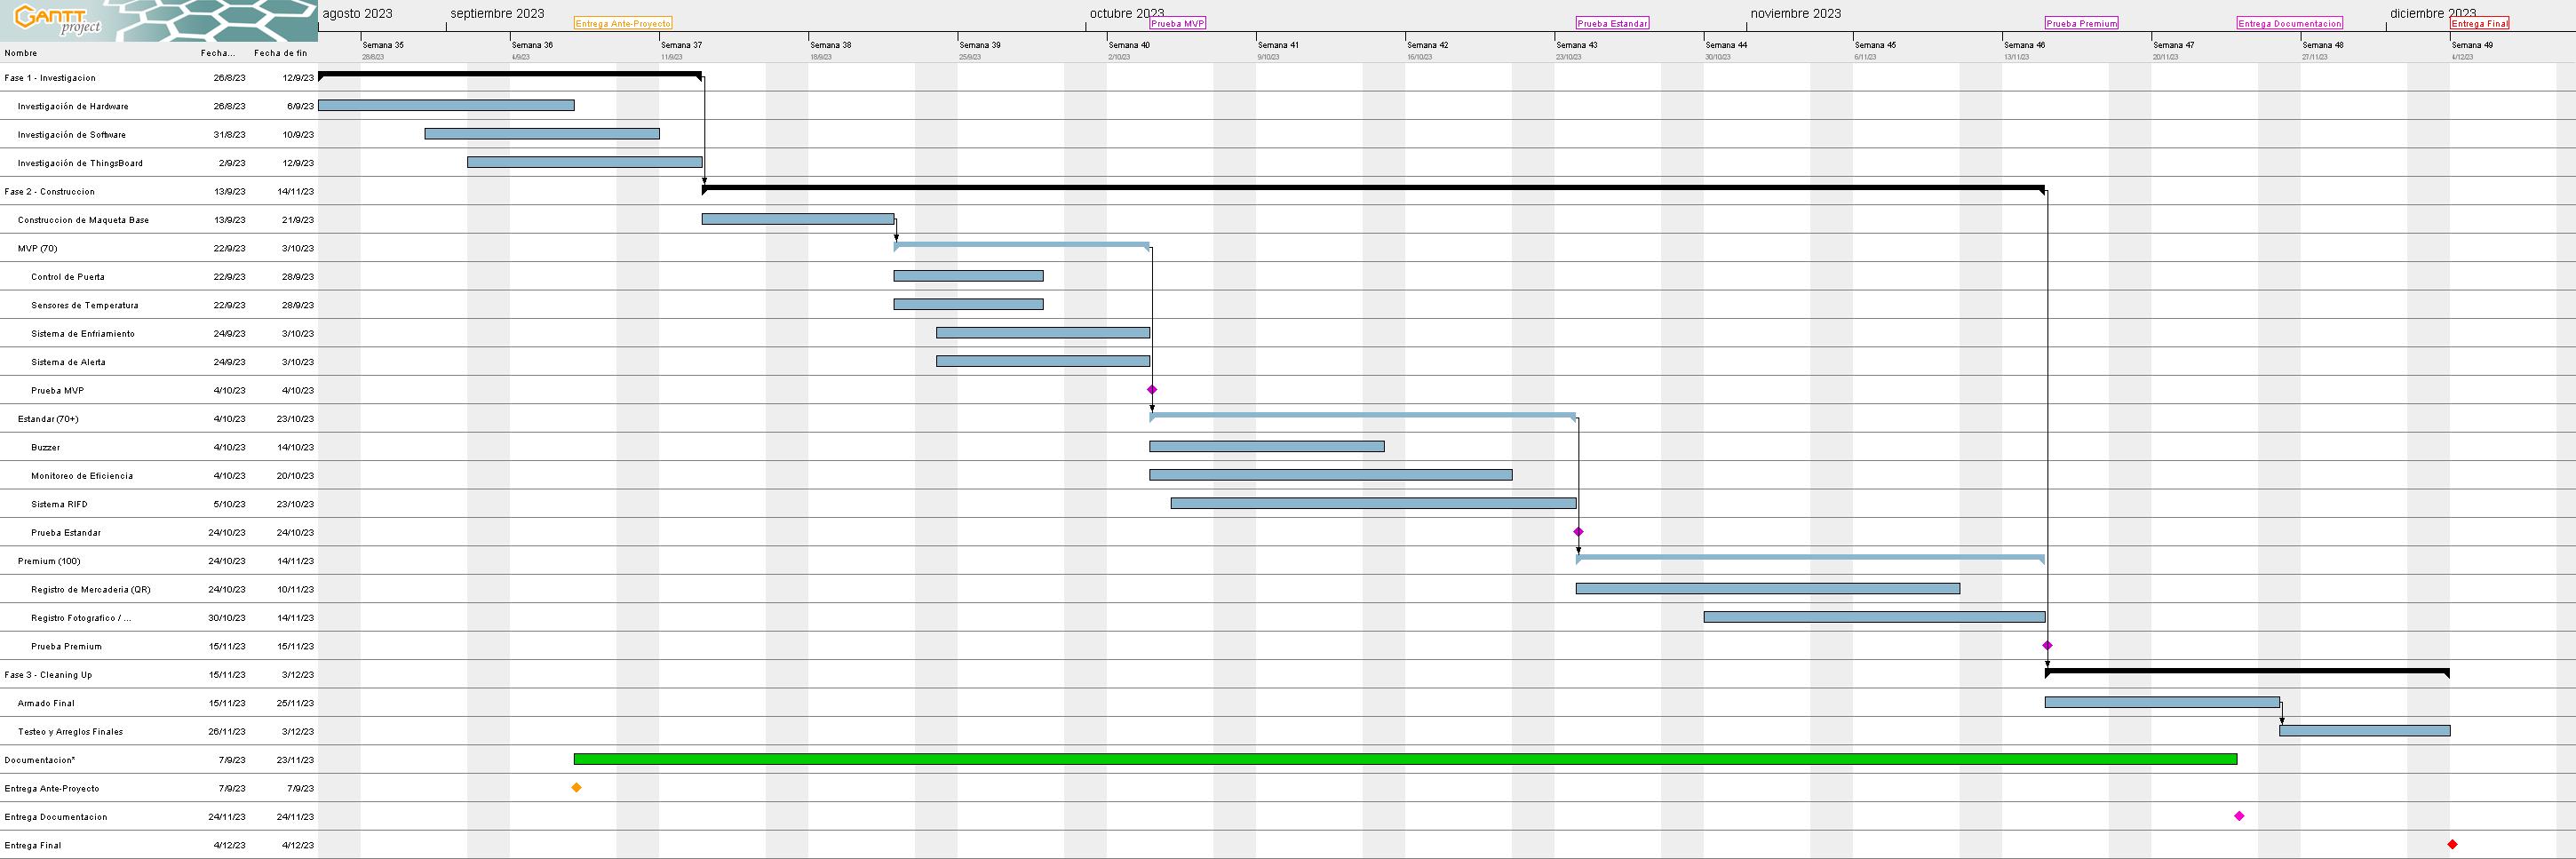 GANTT project
agosto 2023 septiembre 2023 octubre 2023 noviembre 2023 diciembre 2023
Entrega Ante-Proyecto Prueba MVP Prueba Estandar Prueba Premium Entrega Documentacion Entrega Final
Nombre Fecha... Fecha de fin
Semana 35 Semana 36 Semana 37 Semana 38 Semana 39 Semana 40 Semana 41 Semana 42 Semana 43 Semana 44 Semana 45 Semana 46 Semana 47 Semana 48 Semana 49
28/8/23 4/9/23 11/9/23 18/9/23 25/9/23 2/10/23 9/10/23 16/10/23 23/10/23 30/10/23 6/11/23 13/11/23 20/11/23 27/11/23 4/12/23
Fase 1 - Investigacion 26/8/23 12/9/23
Investigación de Hardware 26/8/23 6/9/23
Investigación de Software 31/8/23 10/9/23
Investigación de ThingsBoard 2/9/23 12/9/23
Fase 2 - Construccion 13/9/23 14/11/23
Construccion de Maqueta Base 13/9/23 21/9/23
MVP (70) 22/9/23 3/10/23
Control de Puerta 22/9/23 28/9/23
Sensores de Temperatura 22/9/23 28/9/23
Sistema de Enfriamiento 24/9/23 3/10/23
Sistema de Alerta 24/9/23 3/10/23
Prueba MVP 4/10/23 4/10/23
Estandar (70+) 4/10/23 23/10/23
Buzzer 4/10/23 14/10/23
Monitoreo de Eficiencia 4/10/23 20/10/23
Sistema RIFD 5/10/23 23/10/23
Prueba Estandar 24/10/23 24/10/23
Premium (100) 24/10/23 14/11/23
Registro de Mercaderia (QR) 24/10/23 10/11/23
Registro Fotografico / ... 30/10/23 14/11/23
Prueba Premium 15/11/23 15/11/23
Fase 3 - Cleaning Up 15/11/23 3/12/23
Armado Final 15/11/23 25/11/23
Testeo y Arreglos Finales 26/11/23 3/12/23
Documentacion* 7/9/23 23/11/23
Entrega Ante-Proyecto 7/9/23 7/9/23
Entrega Documentacion 24/11/23 24/11/23
Entrega Final 4/12/23 4/12/23